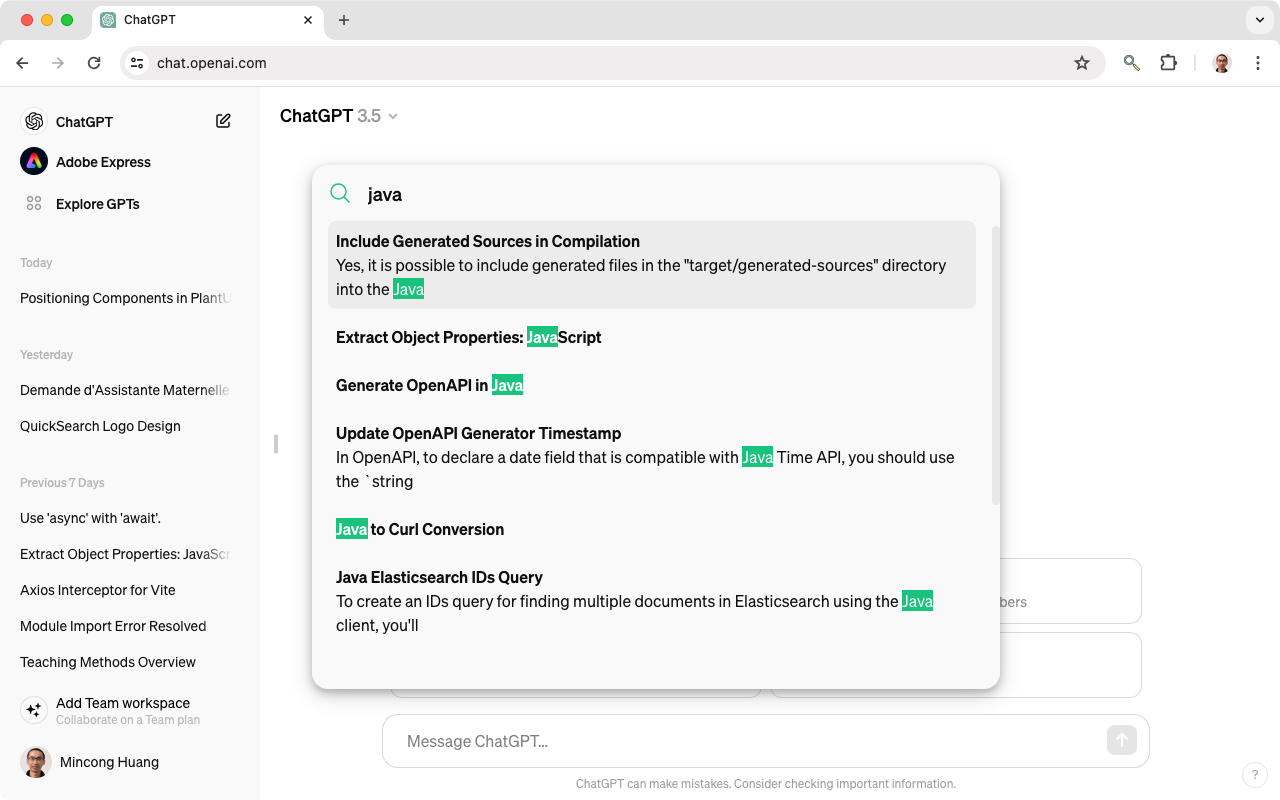 ChatGPT
chat.openai.com
ChatGPT
Adobe Express
Explore GPTs
Today
Positioning Components in PlantU
Yesterday
Demande d'Assistante Maternelle
QuickSearch Logo Design
Previous 7 Days
Use 'async' with 'await'.
Extract Object Properties: JavaScr
Axios Interceptor for Vite
Module Import Error Resolved
Teaching Methods Overview
Add Team workspace
Collaborate on a Team plan
Mincong Huang
ChatGPT 3.5
java
Include Generated Sources in Compilation
Yes, it is possible to include generated files in the "target/generated-sources" directory
into the Java
Extract Object Properties: JavaScript
Generate OpenAPI in Java
Update OpenAPI Generator Timestamp
In OpenAPI, to declare a date field that is compatible with Java Time API, you should use
the `string
Java to Curl Conversion
Java Elasticsearch IDs Query
To create an IDs query for finding multiple documents in Elasticsearch using the Java
client, you'll
bers
Message ChatGPT...
ChatGPT can make mistakes. Consider checking important information.
?